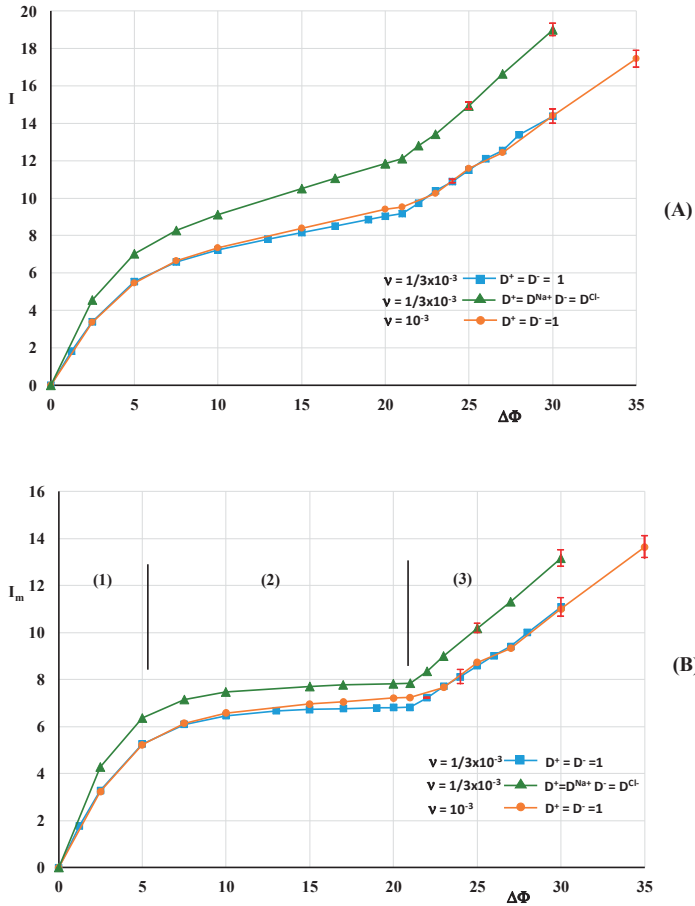 20
18
16
I
14
12
10
(A)
8
ν = 1/3x10⁻³ D⁺ = D⁻ = 1
6
ν = 1/3x10⁻³ D⁺= Dᴺᵃ⁺ D⁻= Dᶜˡ⁻
ν = 10⁻³ D⁺ = D⁻ =1
4
2
0
0 5 10 15 20 25 30 35
ΔΦ
16
14
(1) (2) (3)
12
Iₘ
10
(B)
8
6
ν = 1/3x10⁻³ D⁺ = D⁻ =1
4
ν = 1/3x10⁻³ D⁺=Dᴺᵃ⁺ D⁻ = Dᶜˡ⁻
ν = 10⁻³ D⁺ = D⁻ =1
2
0
0 5 10 15 20 25 30 35
ΔΦ